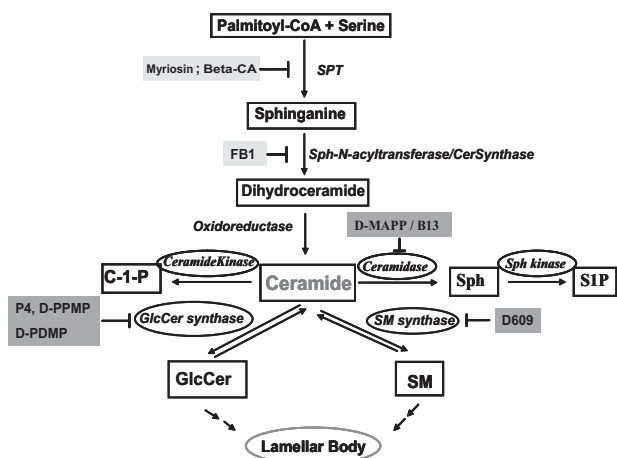 Palmitoyl-CoA + Serine
Myriosin ; Beta-CA
SPT
Sphinganine
FB1
Sph-N-acyltransferase/CerSynthase
Dihydroceramide
Oxidoreductase
D-MAPP / B13
CeramideKinase
Ceramidase
Sph kinase
C-1-P
Ceramide
Sph
S1P
P4, D-PPMP
D-PDMP
GlcCer synthase
SM synthase
D609
GlcCer
SM
Lamellar Body